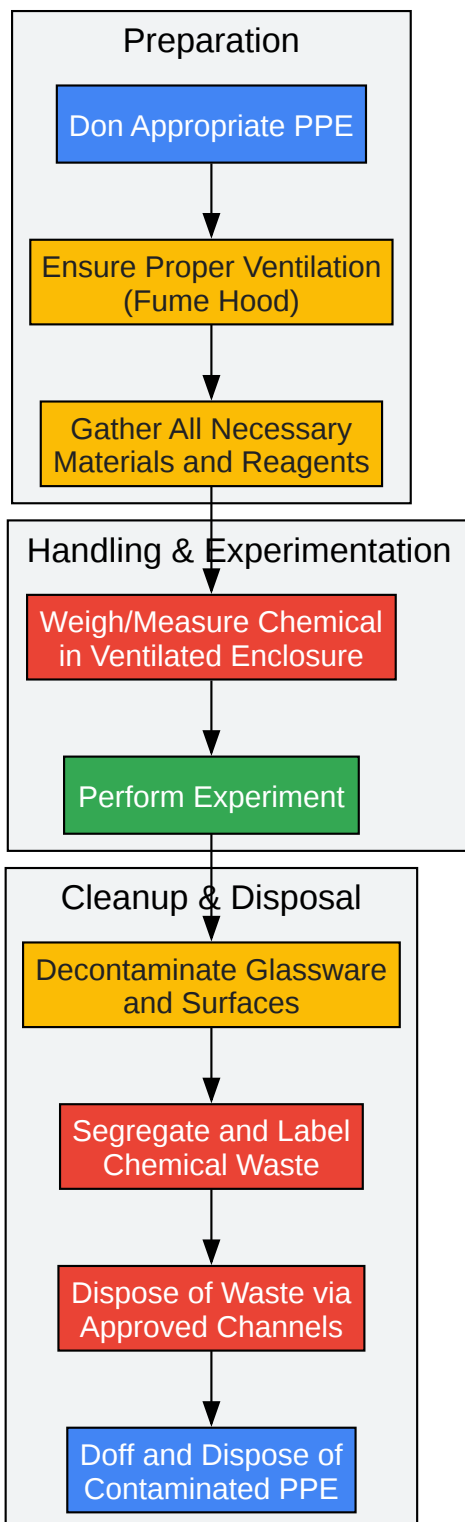 Preparation
Don Appropriate PPE
Ensure Proper Ventilation
(Fume Hood)
Gather All Necessary
Materials and Reagents
Handling & Experimentation
Weigh/Measure Chemical
in Ventilated Enclosure
Perform Experiment
Cleanup & Disposal
Decontaminate Glassware
and Surfaces
Segregate and Label
Chemical Waste
Dispose of Waste via
Approved Channels
Doff and Dispose of
Contaminated PPE